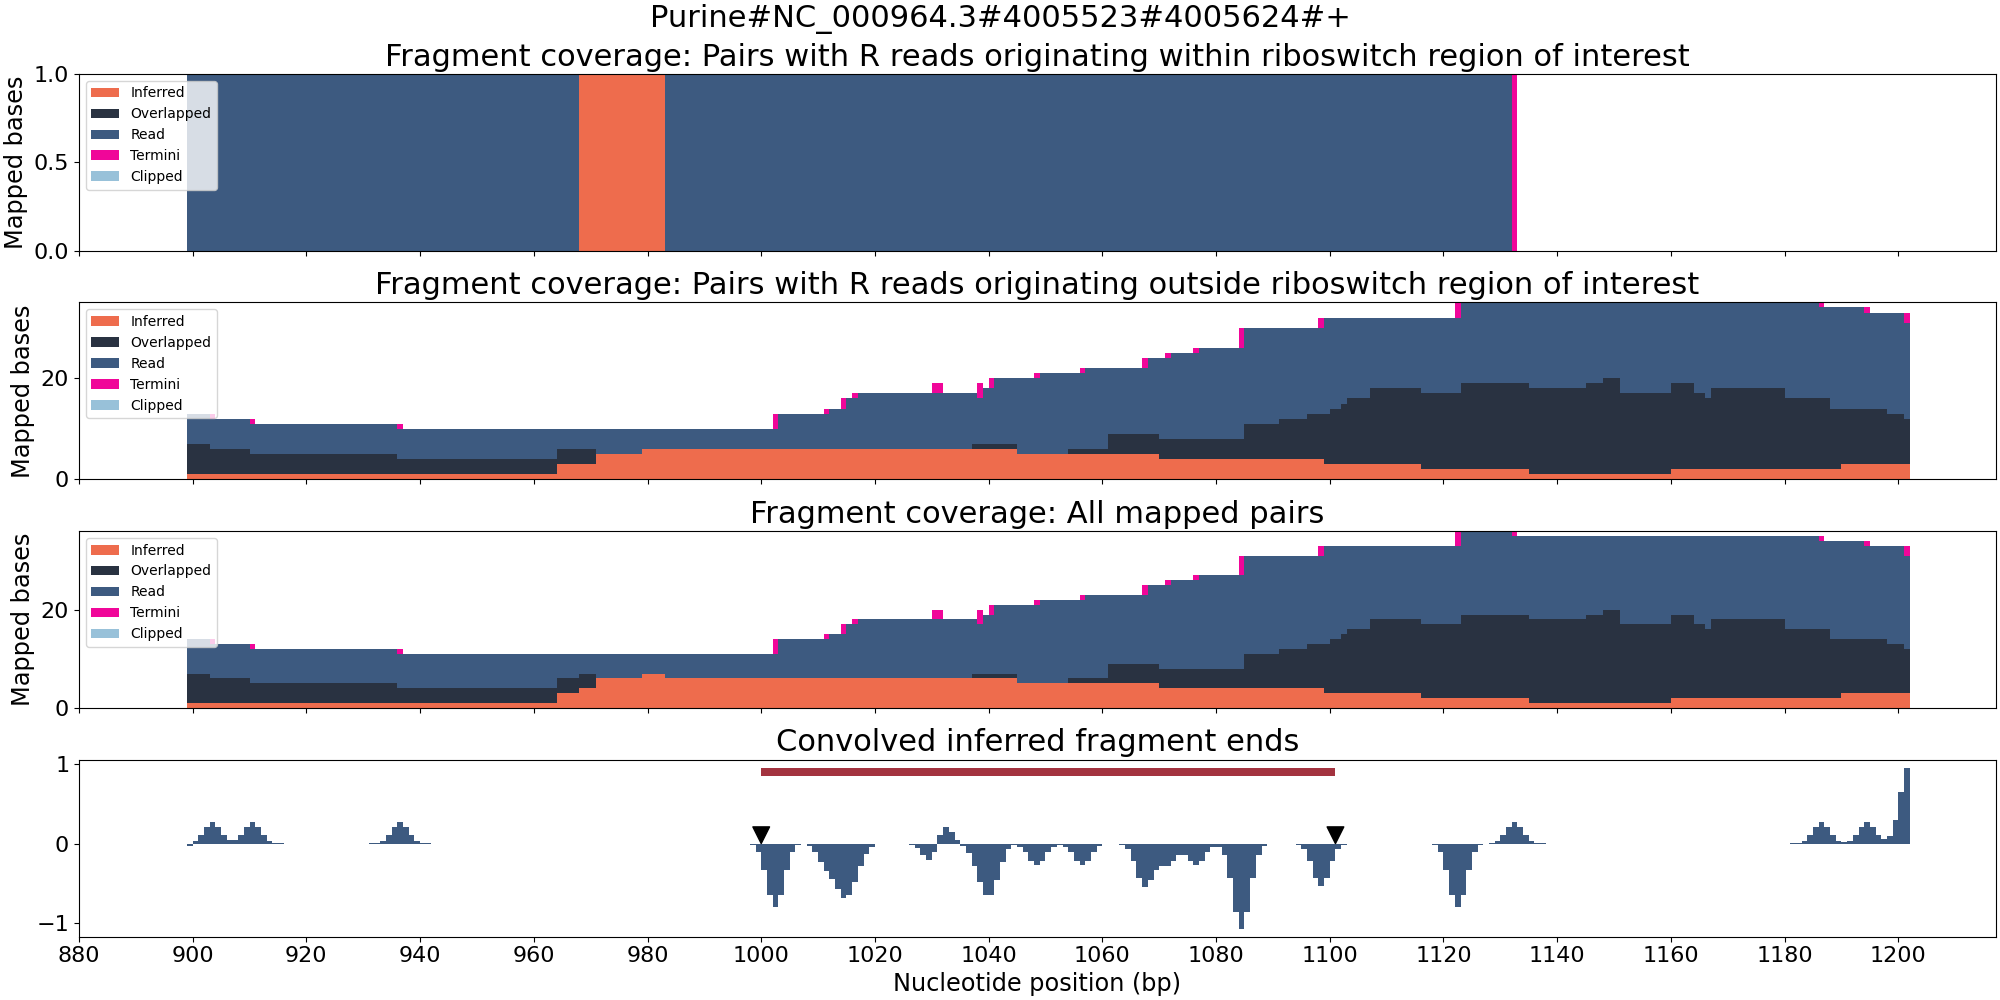 Purine#NC_000964.3#4005523#4005624#+
Fragment coverage: Pairs with R reads originating within riboswitch region of interest
Mapped bases
1.0
0.5
0.0
Inferred
Overlapped
Read
Termini
Clipped
Fragment coverage: Pairs with R reads originating outside riboswitch region of interest
Mapped bases
20
0
Inferred
Overlapped
Read
Termini
Clipped
Fragment coverage: All mapped pairs
Mapped bases
20
0
Inferred
Overlapped
Read
Termini
Clipped
Convolved inferred fragment ends
1
0
−1
880 900 920 940 960 980 1000 1020 1040 1060 1080 1100 1120 1140 1160 1180 1200
Nucleotide position (bp)